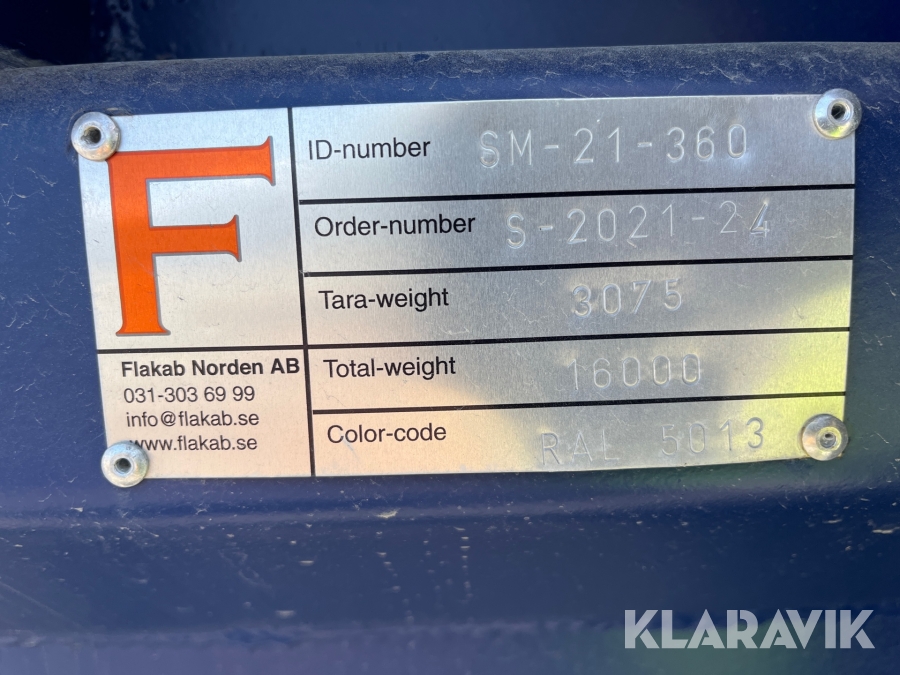 F
ID-number SM-21-360
Order-number S-2021-24
Tara-weight 3075
Total-weight 16000
Color-code RAL 5013
Flakab Norden AB
031-303 69 99
info@flakab.se
www.flakab.se
KLARAVIK